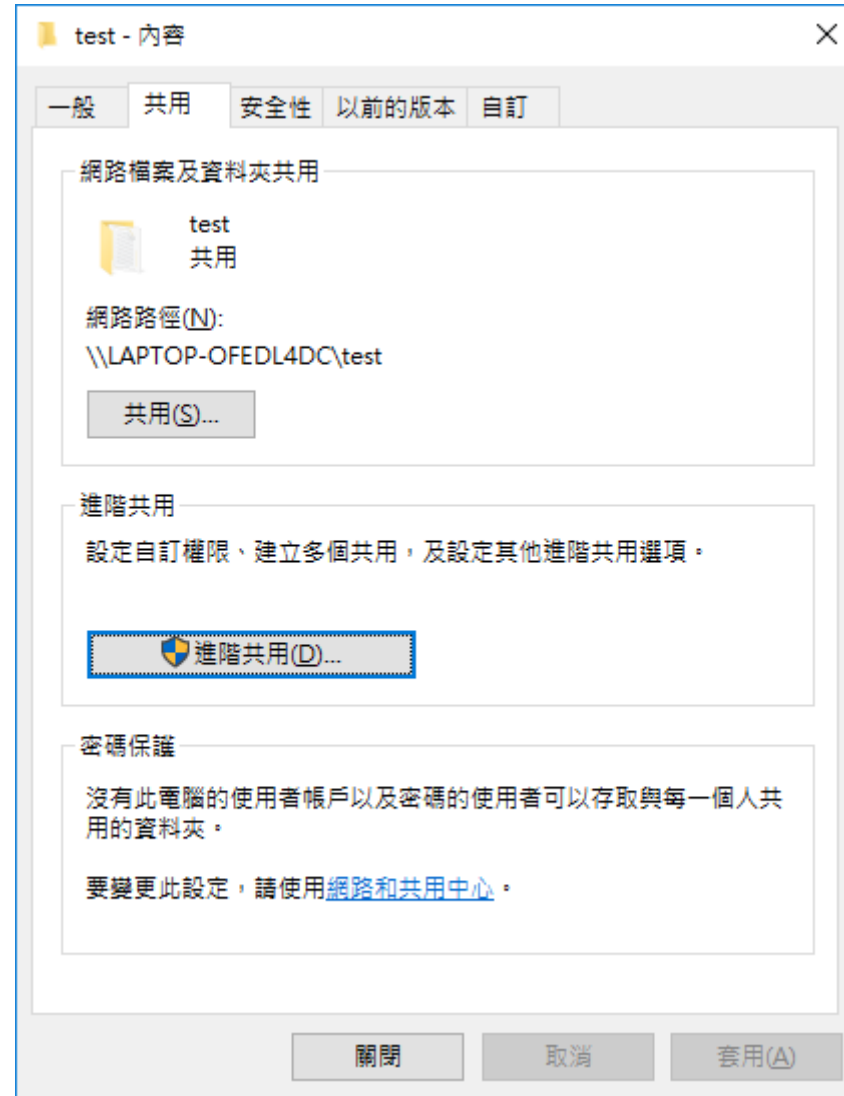 test - 內容
一般 共用 安全性 以前的版本 自訂
網路檔案及資料夾共用
test
共用
網路路徑(N):
\\LAPTOP-OFEDL4DC\test
共用(S)...
進階共用
設定自訂權限、建立多個共用，及設定其他進階共用選項。
進階共用(D)...
密碼保護
沒有此電腦的使用者帳戶以及密碼的使用者可以存取與每一個人共
用的資料夾。
要變更此設定，請使用網路和共用中心。
關閉 取消 套用(A)